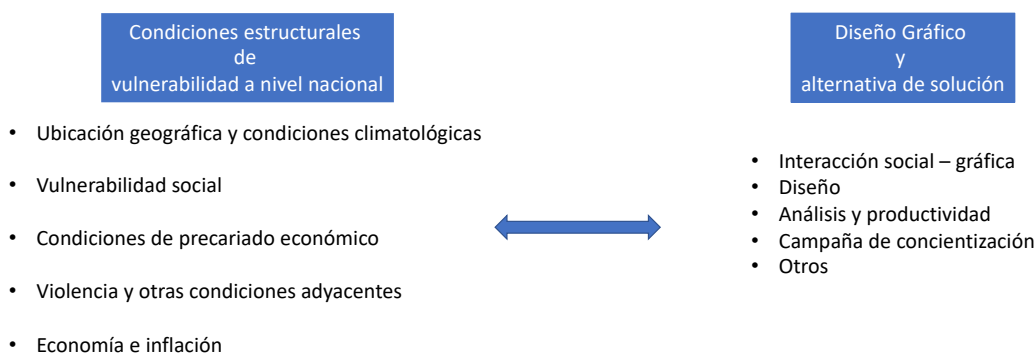 Condiciones estructurales
de
vulnerabilidad a nivel nacional
• Ubicación geográfica y condiciones climatológicas
• Vulnerabilidad social
• Condiciones de precariado económico
• Violencia y otras condiciones adyacentes
• Economía e inflación
Diseño Gráfico
y
alternativa de solución
• Interacción social – gráfica
• Diseño
• Análisis y productividad
• Campaña de concientización
• Otros